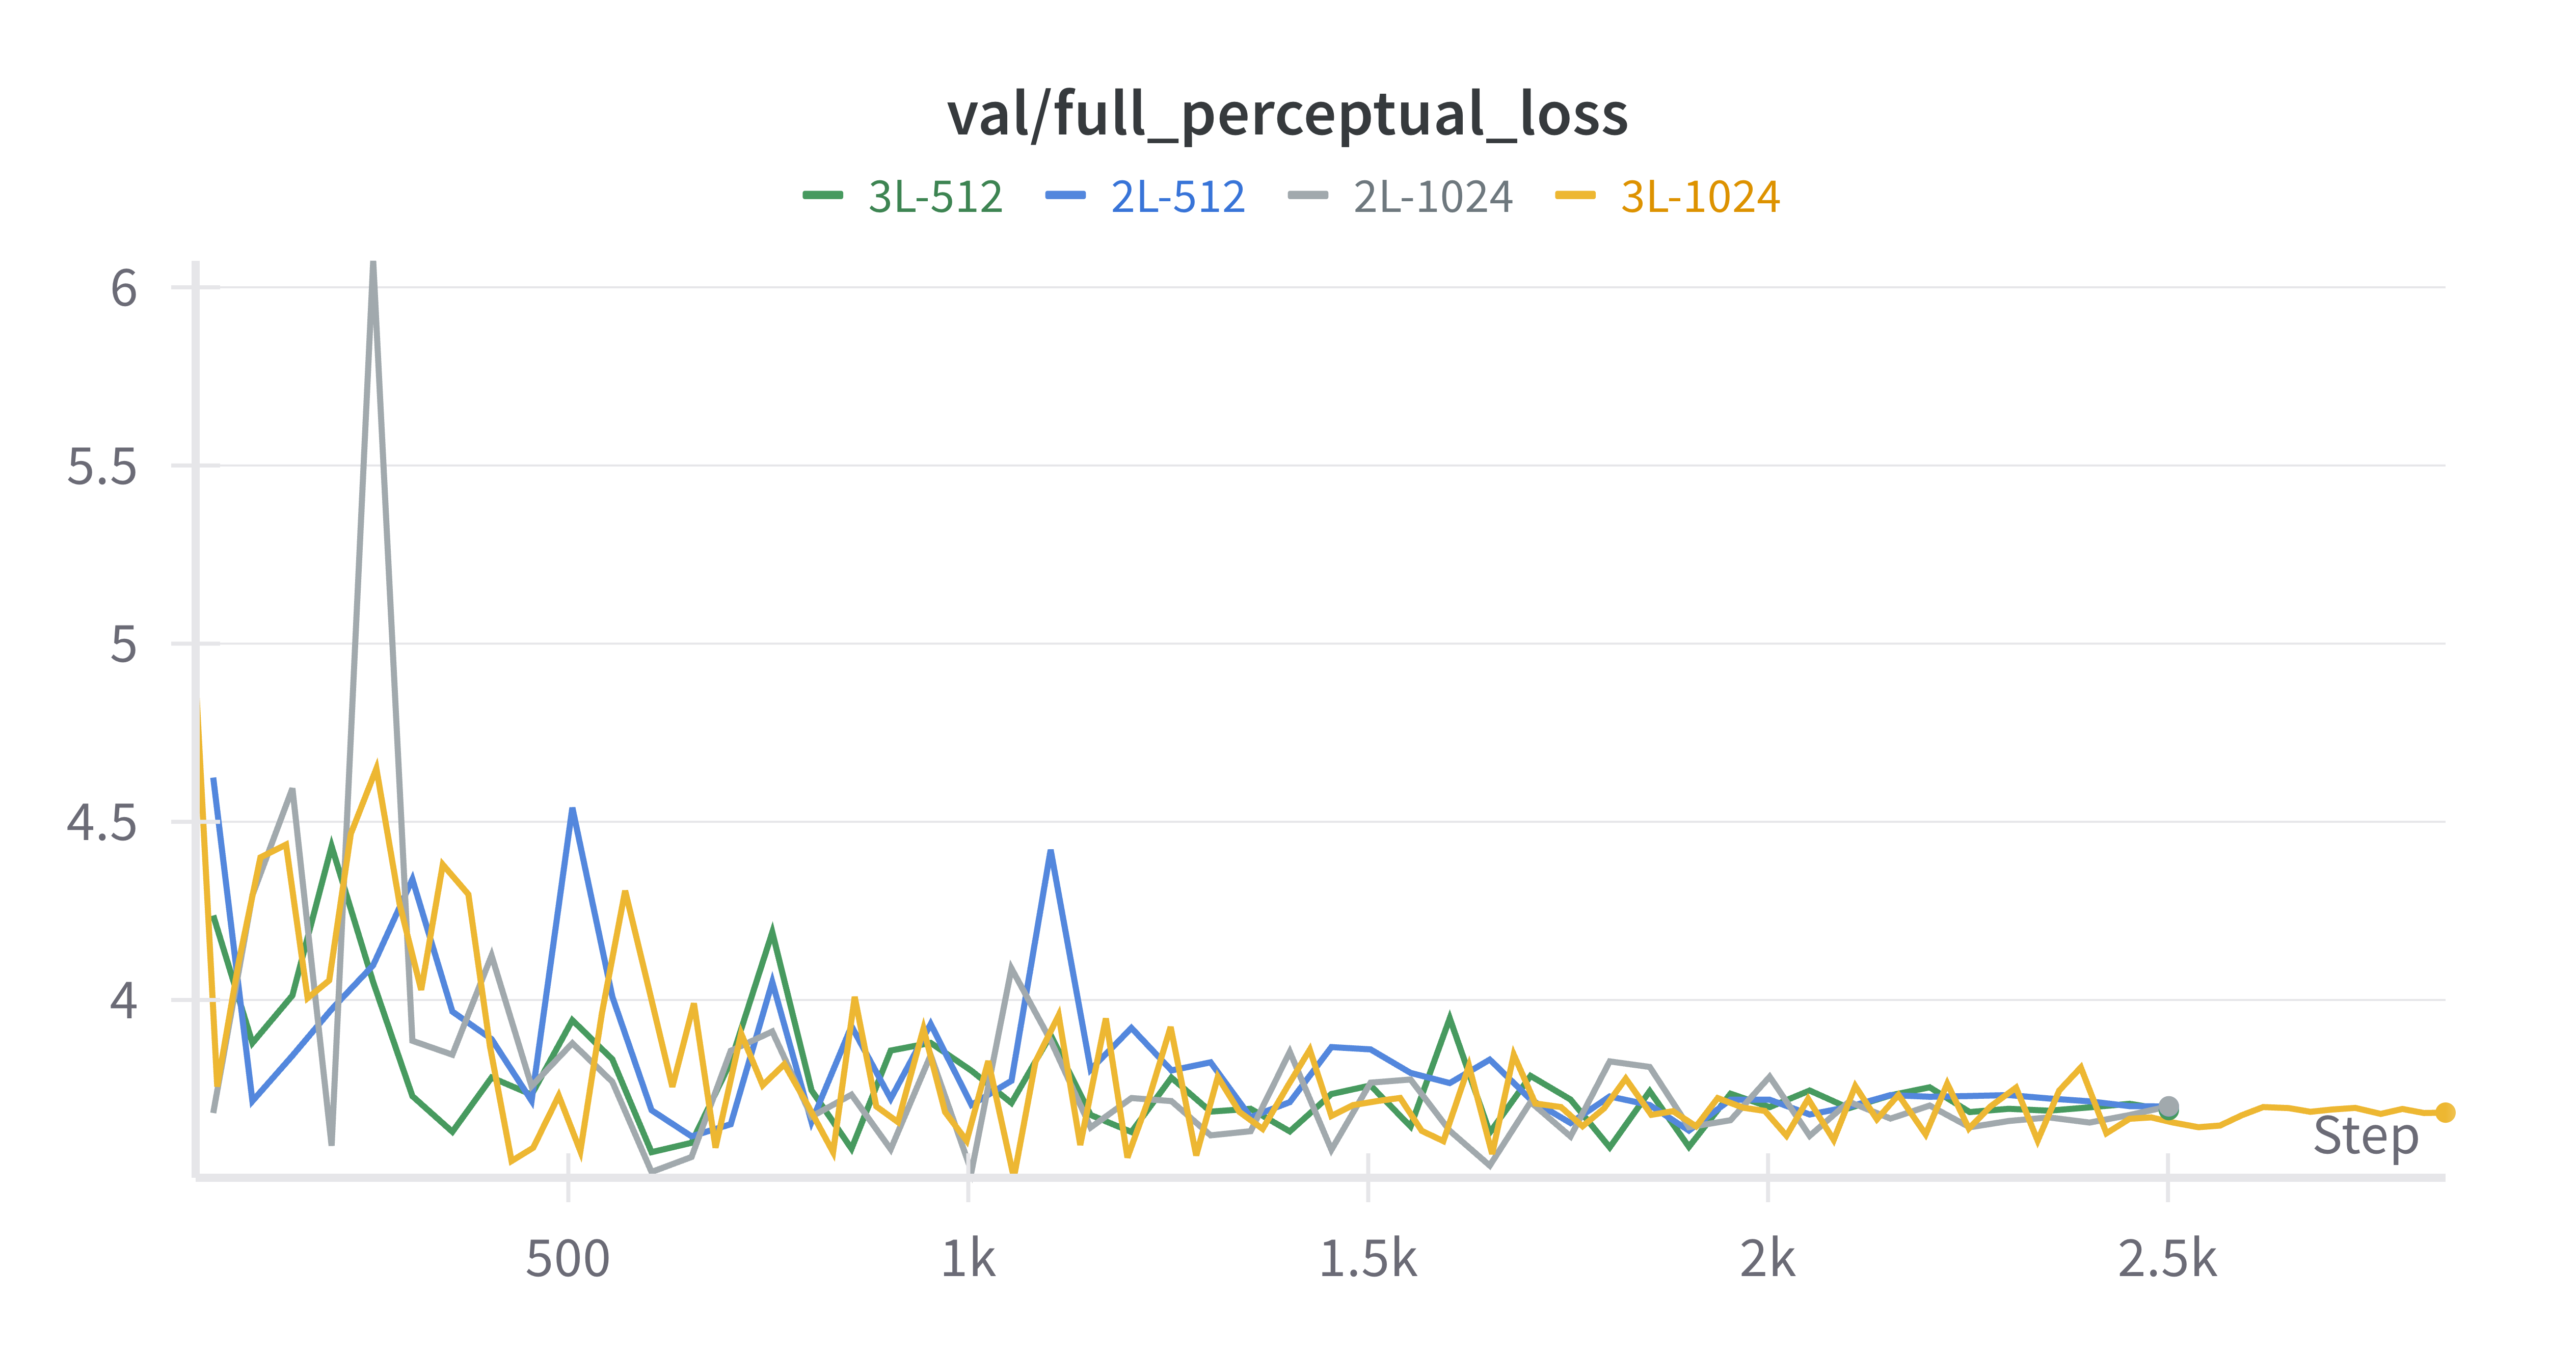 val/full_perceptual_loss
3L-512 2L-512 2L-1024 3L-1024
6
5.5
5
4.5
4
Step
500 1k 1.5k 2k 2.5k